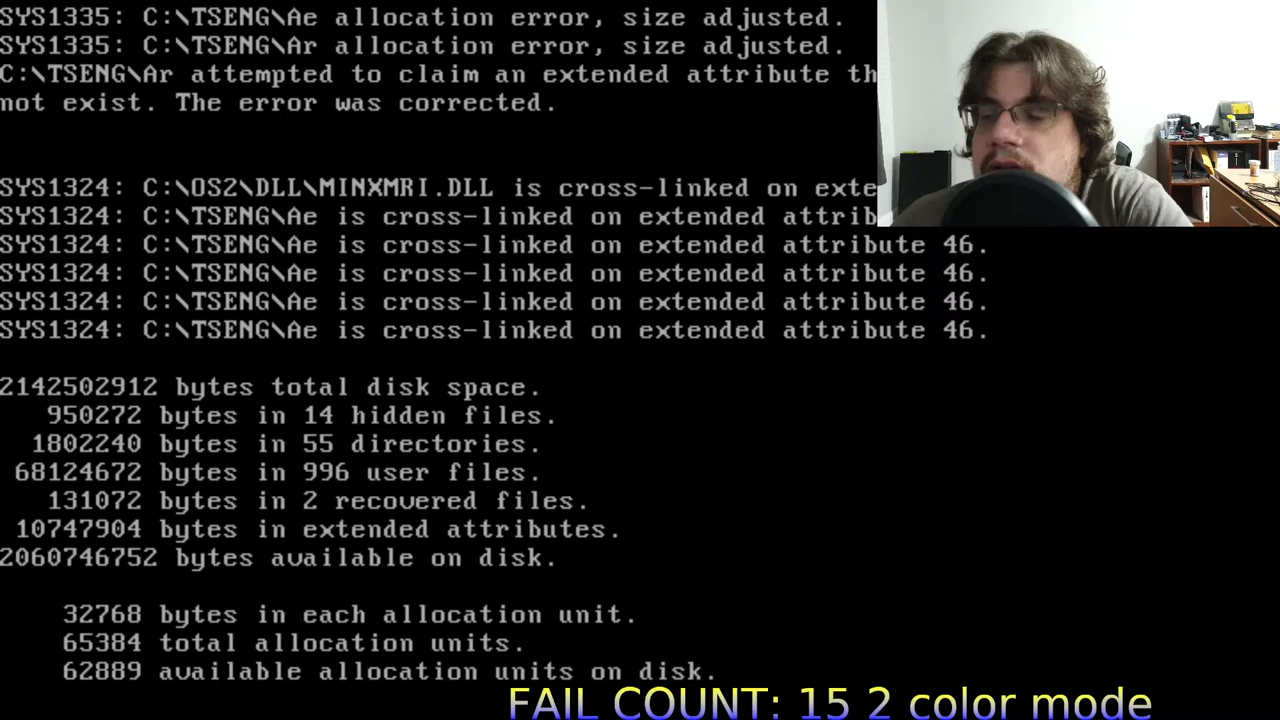 SYS1335: C:\TSENG\Ae allocation error, size adjusted.
SYS1335: C:\TSENG\Ar allocation error, size adjusted.
C:\TSENG\Ar attempted to claim an extended attribute th
not exist. The error was corrected.
SYS1324: C:\OS2\DLL\MINXMRI.DLL is cross-linked on exte
SYS1324: C:\TSENG\Ae is cross-linked on extended attrib
SYS1324: C:\TSENG\Ae is cross-linked on extended attribute 46.
SYS1324: C:\TSENG\Ae is cross-linked on extended attribute 46.
SYS1324: C:\TSENG\Ae is cross-linked on extended attribute 46.
SYS1324: C:\TSENG\Ae is cross-linked on extended attribute 46.
2142502912 bytes total disk space.
950272 bytes in 14 hidden files.
1802240 bytes in 55 directories.
68124672 bytes in 996 user files.
131072 bytes in 2 recovered files.
10747904 bytes in extended attributes.
2060746752 bytes available on disk.
32768 bytes in each allocation unit.
65384 total allocation units.
62889 available allocation units on disk.
FAIL COUNT: 15 2 color mode